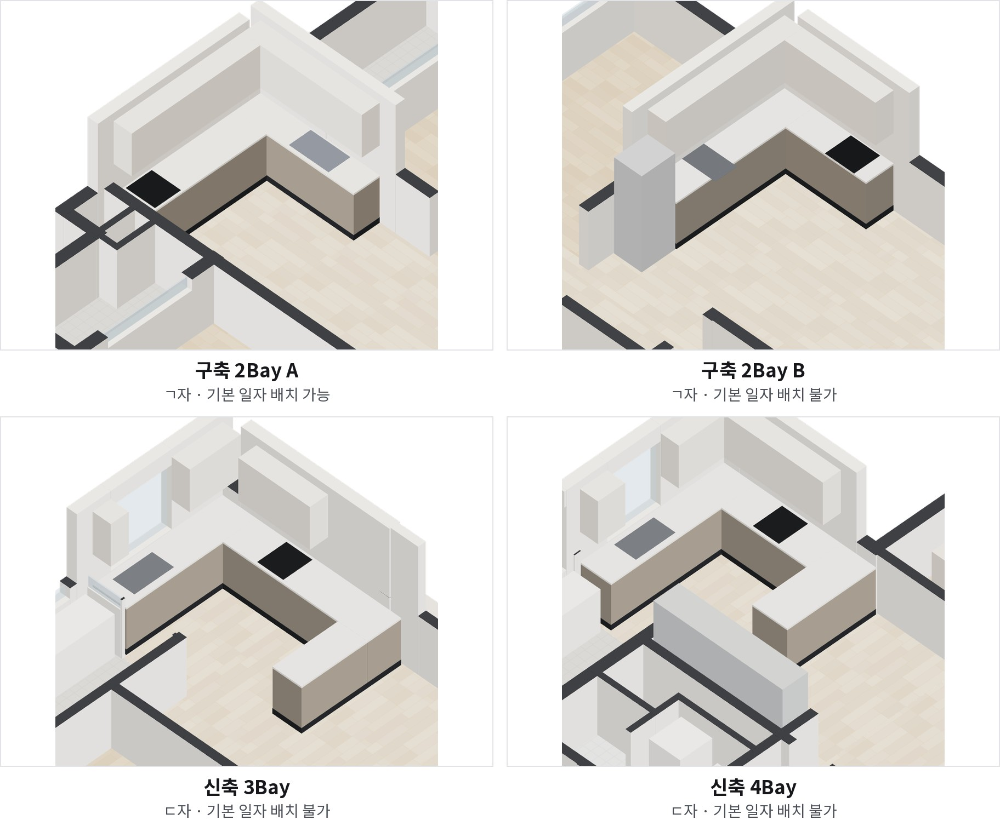 구축 2Bay A
ㄱ자 · 기본 일자 배치 가능
구축 2Bay B
ㄱ자 · 기본 일자 배치 불가
신축 3Bay
ㄷ자 · 기본 일자 배치 불가
신축 4Bay
ㄷ자 · 기본 일자 배치 불가